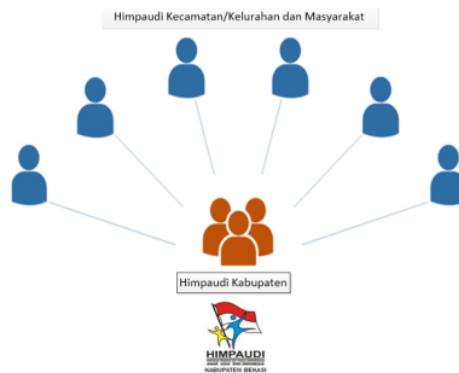 Himpaudi Kecamatan/Kelurahan dan Masyarakat
Himpaudi Kabupaten
HIMPAUDI
KABUPATEN BEKASI